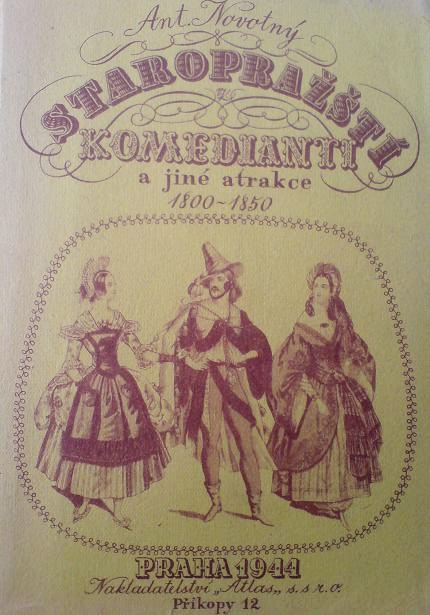 Ant. Novotný
STAROPRAŽŠTÍ
KOMEDIANTI
a jiné atrakce
1800-1850
PRAHA 1944
Nakladatelství „Atlas„ s. s r. o.
Příkopy 12